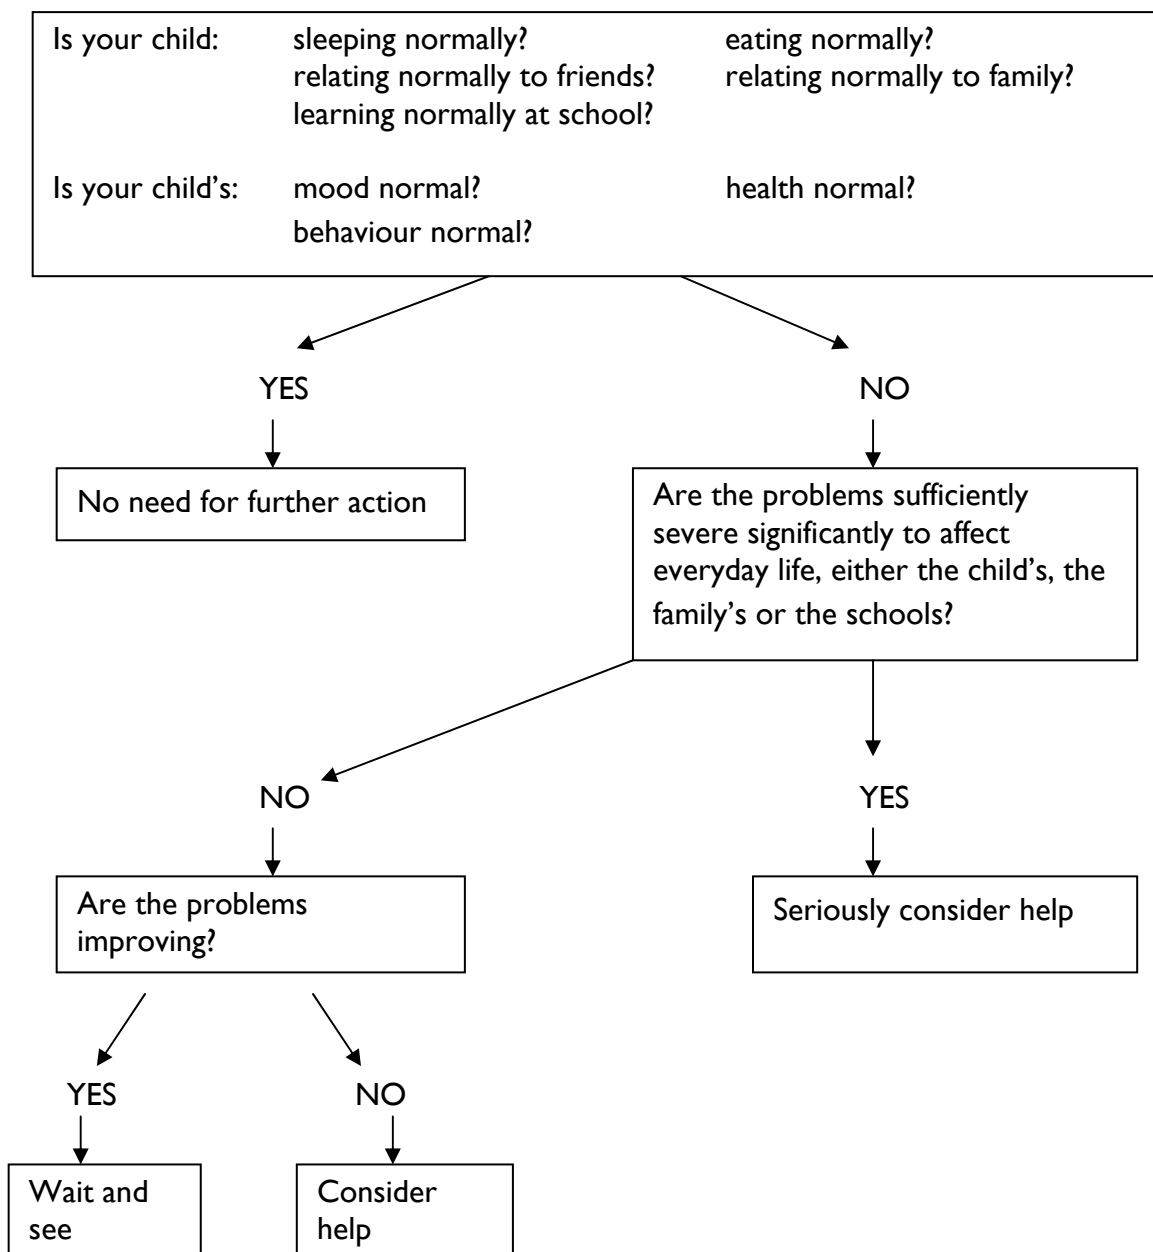 Is your child: sleeping normally? eating normally?
relating normally to friends? relating normally to family?
learning normally at school?
Is your child’s: mood normal? health normal?
behaviour normal?
YES
NO
No need for further action
Are the problems sufficiently
severe significantly to affect
everyday life, either the child’s, the
family’s or the schools?
NO
YES
Are the problems
improving?
Seriously consider help
YES
NO
Wait and
see
Consider
help